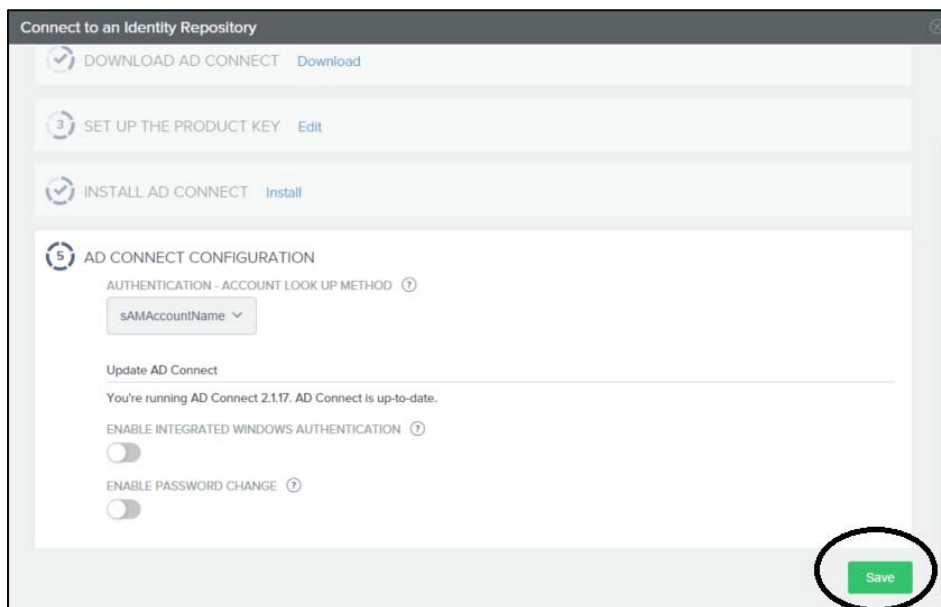 Connect to an Identity Repository
DOWNLOAD AD CONNECT Download
3 SET UP THE PRODUCT KEY Edit
INSTALL AD CONNECT Install
5 AD CONNECT CONFIGURATION
AUTHENTICATION - ACCOUNT LOOK UP METHOD ?
sAMAccountName
Update AD Connect
You're running AD Connect 2.1.17. AD Connect is up-to-date.
ENABLE INTEGRATED WINDOWS AUTHENTICATION ?
ENABLE PASSWORD CHANGE ?
Save